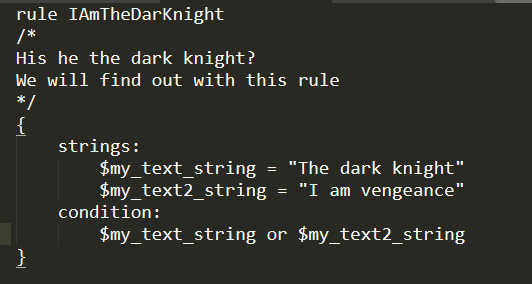 rule IAmTheDarKnight
/*
His he the dark knight?
We will find out with this rule
*/
{
    strings:
        $my_text_string = "The dark knight"
        $my_text2_string = "I am vengeance"
    condition:
        $my_text_string or $my_text2_string
}